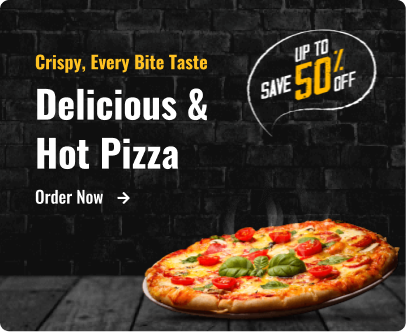 Crispy, Every Bite Taste
Delicious &
Hot Pizza
Order Now
UP TO
SAVE 50% OFF